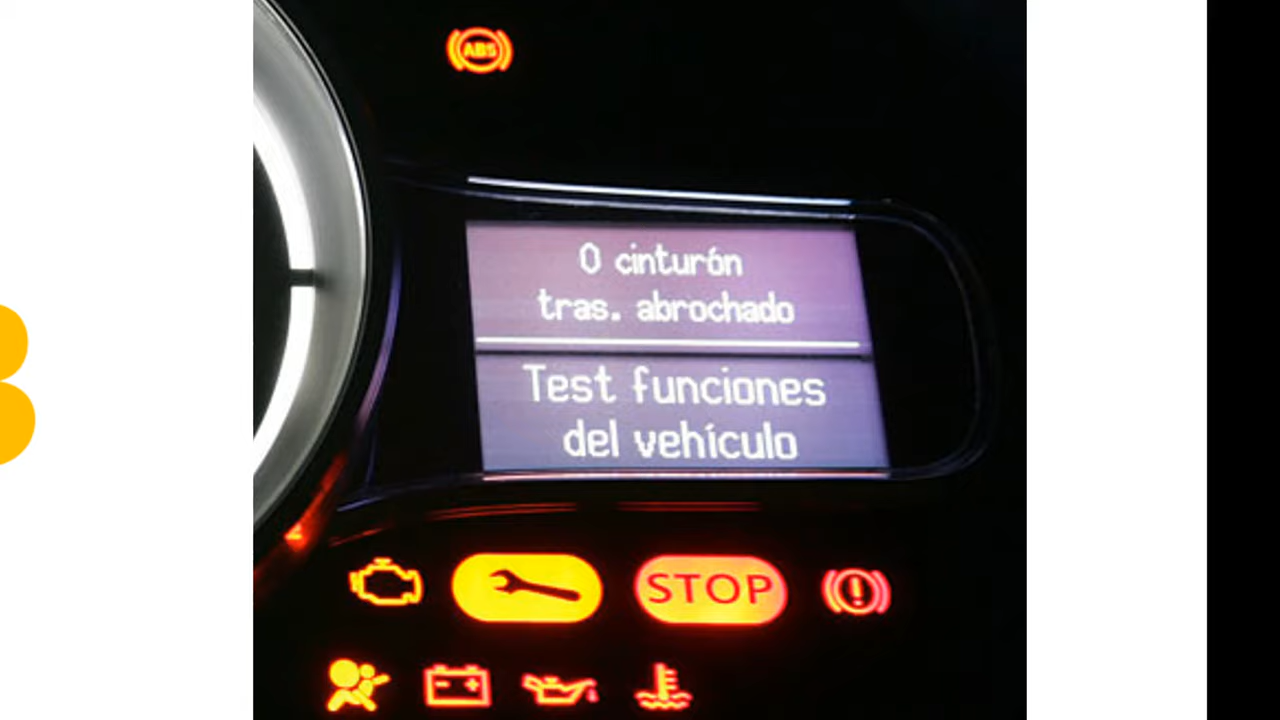 ABS
0 cinturón
tras. abrochado
Test funciones
del vehículo
STOP